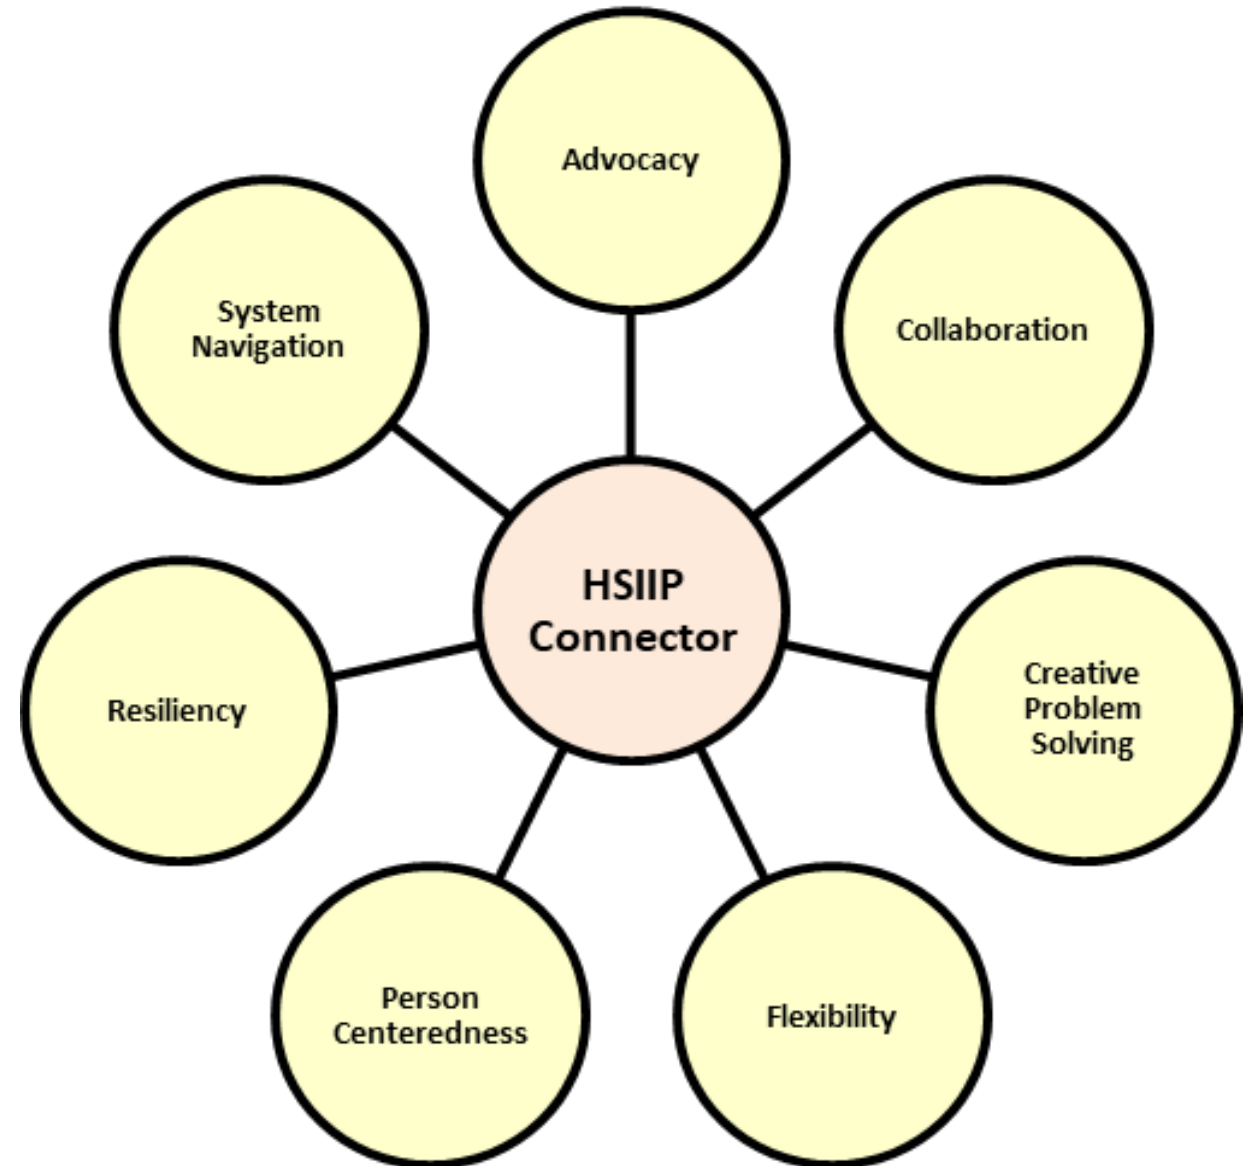 Advocacy
System
Navigation
Collaboration
HSIIP
Connector
Resiliency
Creative
Problem
Solving
Person
Centeredness
Flexibility